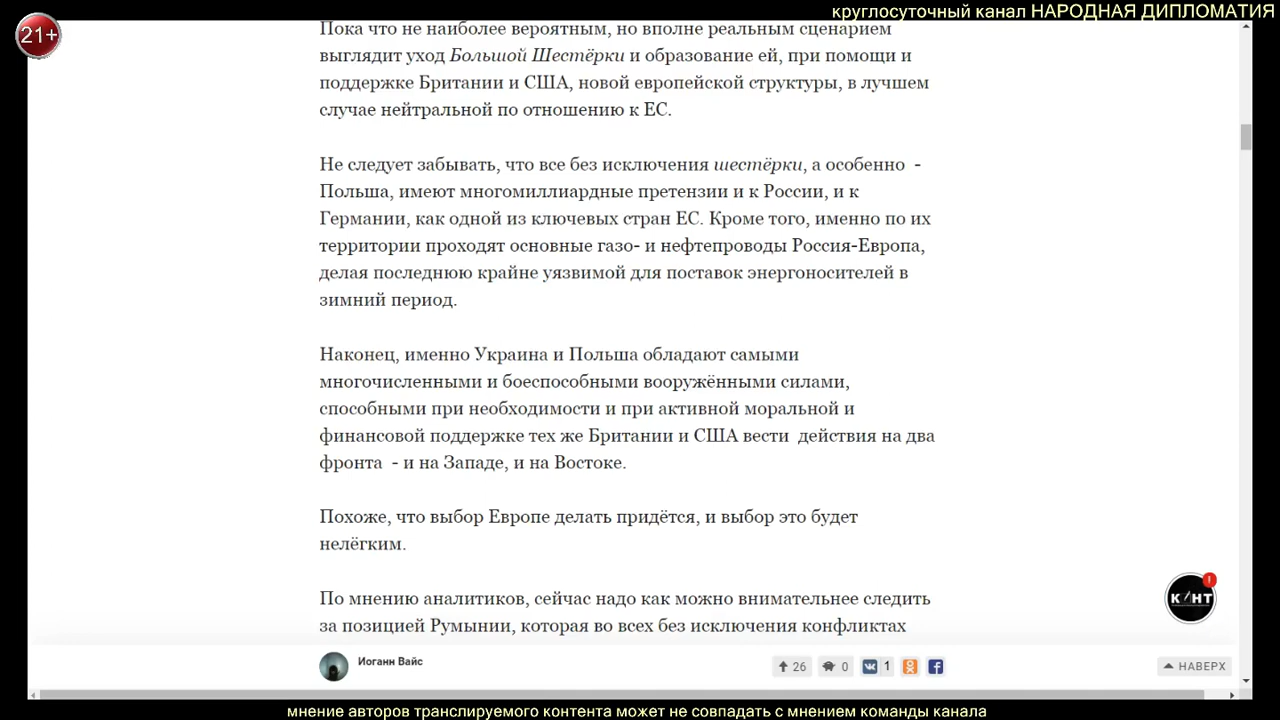 круглосуточный канал НАРОДНАЯ ДИПЛОМАТИЯ
21+
Пока что не наиболее вероятным, но вполне реальным сценарием
выглядит уход Большой Шестёрки и образование ей, при помощи и
поддержке Британии и США, новой европейской структуры, в лучшем
случае нейтральной по отношению к ЕС.
Не следует забывать, что все без исключения шестёрки, а особенно  -
Польша, имеют многомиллиардные претензии и к России, и к
Германии, как одной из ключевых стран ЕС. Кроме того, именно по их
территории проходят основные газо- и нефтепроводы Россия-Европа,
делая последнюю крайне уязвимой для поставок энергоносителей в
зимний период.
Наконец, именно Украина и Польша обладают самыми
многочисленными и боеспособными вооружёнными силами,
способными при необходимости и при активной моральной и
финансовой поддержке тех же Британии и США вести  действия на два
фронта  - и на Западе, и на Востоке.
Похоже, что выбор Европе делать придётся, и выбор это будет
нелёгким.
По мнению аналитиков, сейчас надо как можно внимательнее следить
за позицией Румынии, которая во всех без исключения конфликтах
К НТ
!
Иоганн Вайс
26
0
1
НАВЕРХ
мнение авторов транслируемого контента может не совпадать с мнением команды канала